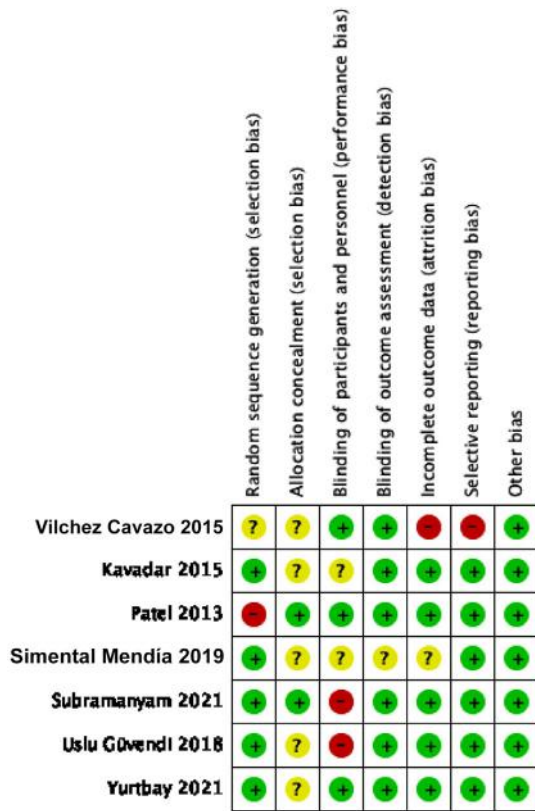 Random sequence generation (selection bias)
Allocation concealment (selection bias)
Blinding of participants and personnel (performance bias)
Blinding of outcome assessment (detection bias)
Incomplete outcome data (attrition bias)
Selective reporting (reporting bias)
Other bias
Vilchez Cavazo 2015 ? ? + + - - +
Kavadar 2015 + ? ? + + + +
Patel 2013 - + + + + + +
Simental Mendía 2019 + ? ? ? ? + +
Subramanyam 2021 + + - + + + +
Uslu Güvendi 2018 + ? - + + + +
Yurtbay 2021 + ? + + + + +